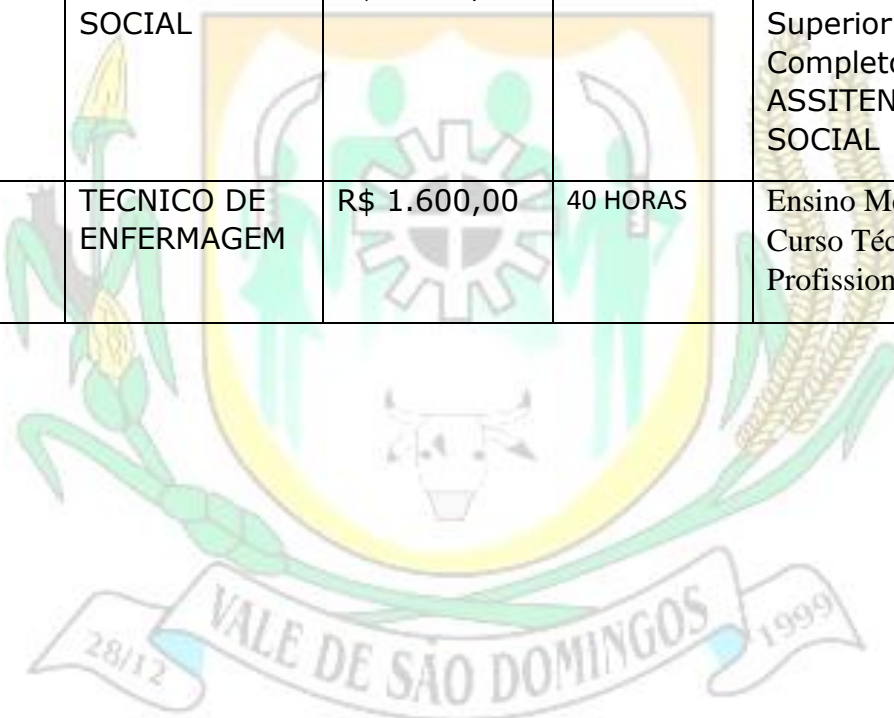 SOCIAL
Superior
Complet
ASSITEN
SOCIAL
TECNICO DE
ENFERMAGEM
R$ 1.600,00
40 HORAS
Ensino M
Curso Téc
Profission
28/12
VALE DE SÃO DOMINGOS
1999